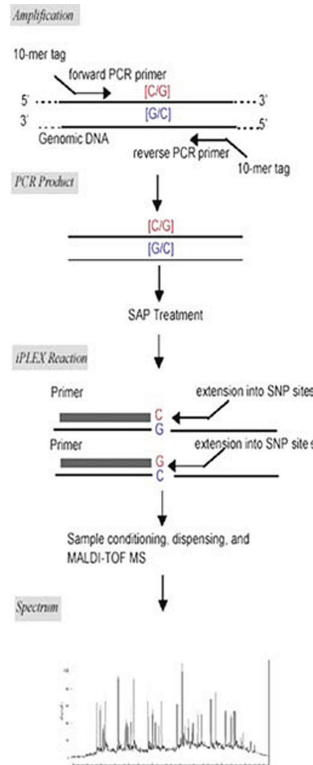 Amplification
10-mer tag
forward PCR primer
[C/G]
5' 3'
3' [G/C] 5'
Genomic DNA
reverse PCR primer
10-mer tag
PCR Product
[C/G]
[G/C]
SAP Treatment
iPLEX Reaction
Primer extension into SNP sites
C
G
Primer extension into SNP site s
G
C
Sample conditioning, dispensing, and
MALDI-TOF MS
Spectrum